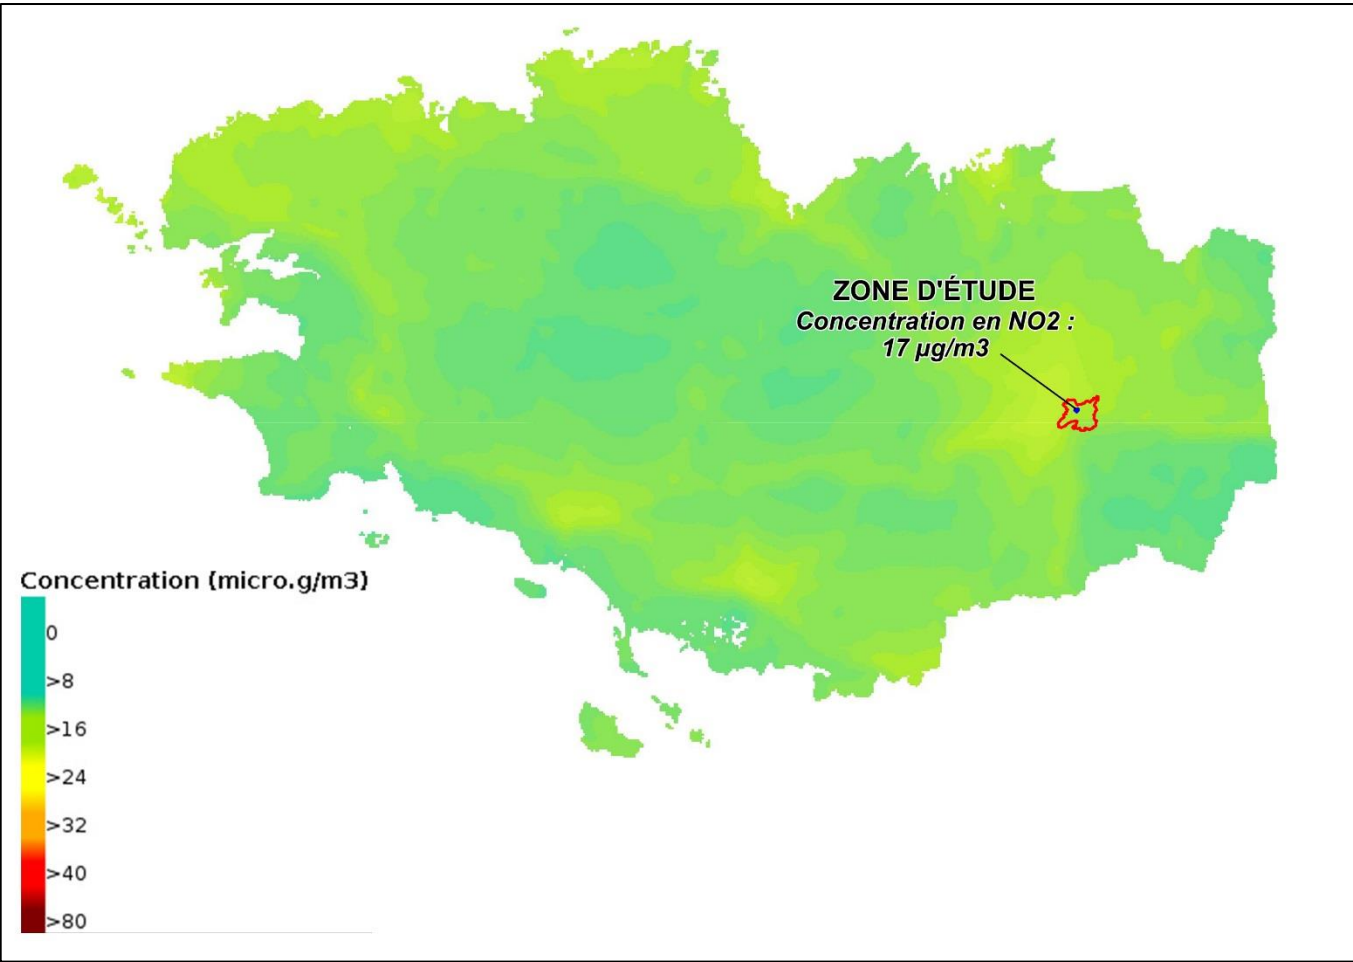 ZONE D'ÉTUDE
Concentration en NO2 :
17 µg/m3
Concentration (micro.g/m3)
0
>8
>16
>24
>32
>40
>80